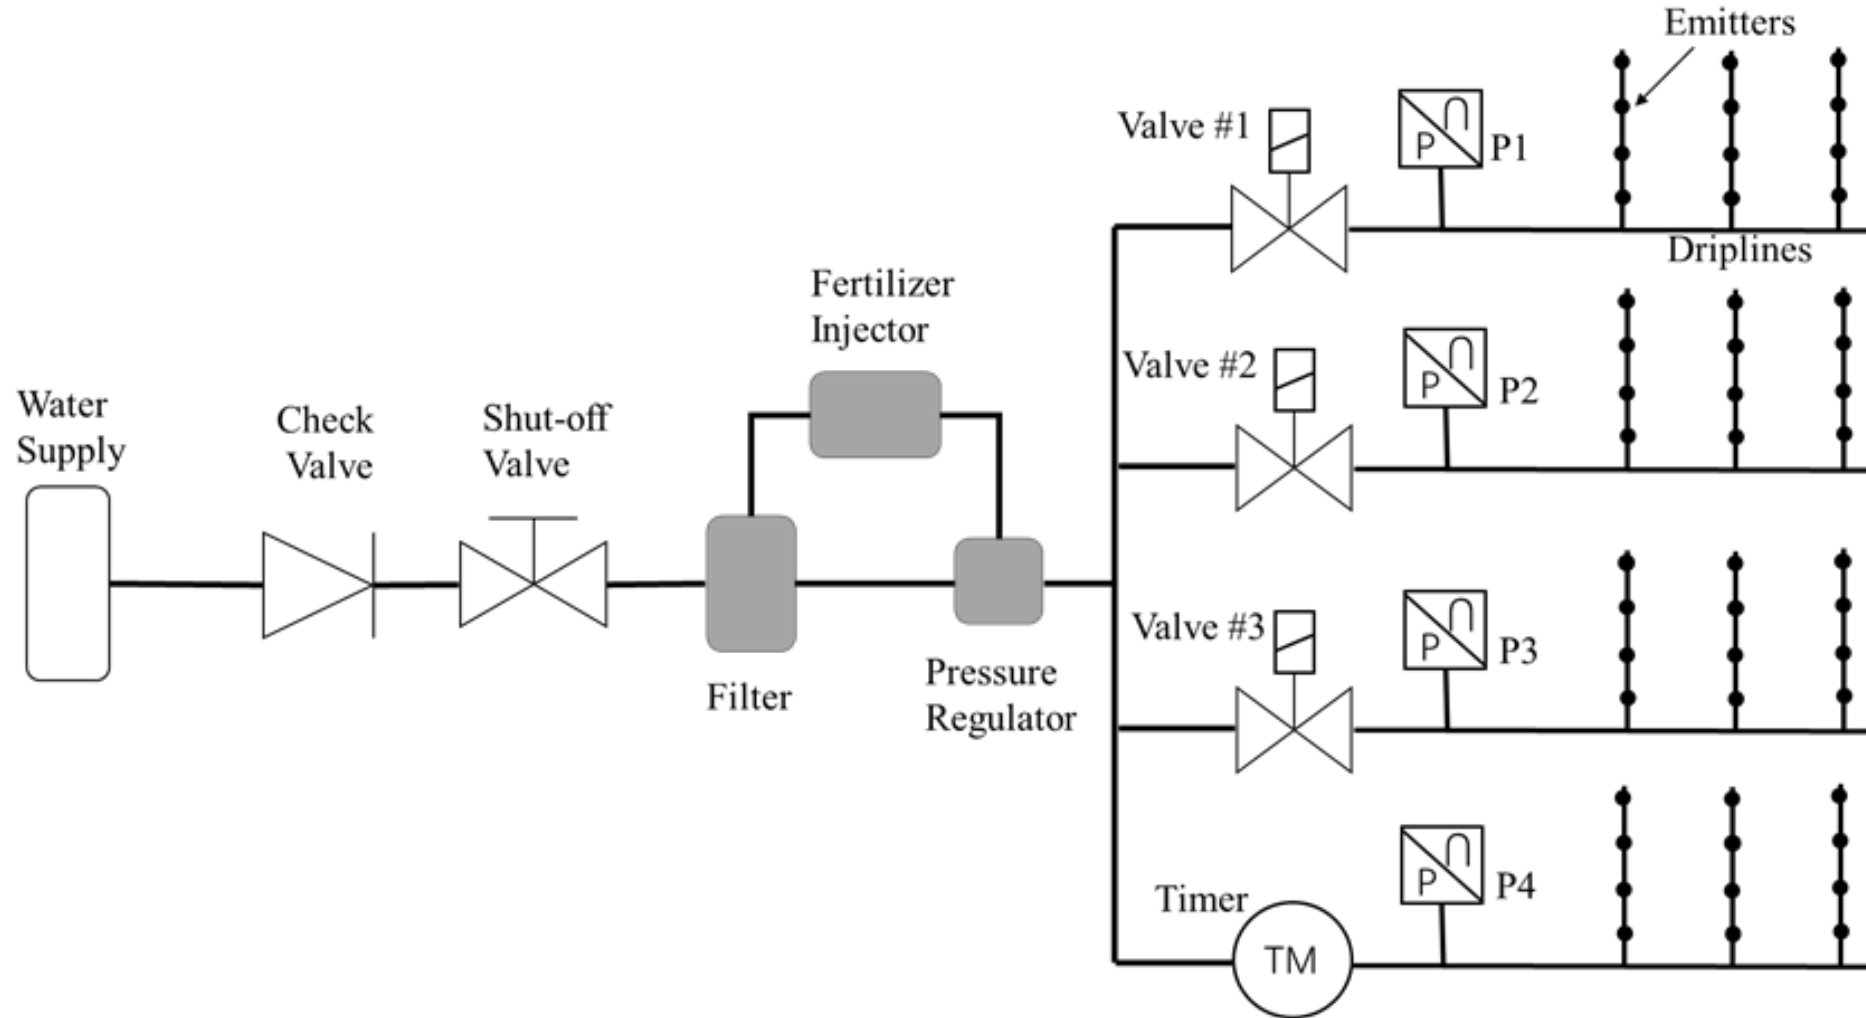 Emitters
Valve #1
P
P1
Driplines
Fertilizer
Injector
Valve #2
P
P2
Water
Supply
Check
Valve
Shut-off
Valve
Valve #3
P
P3
Filter
Pressure
Regulator
Timer
TM
P
P4